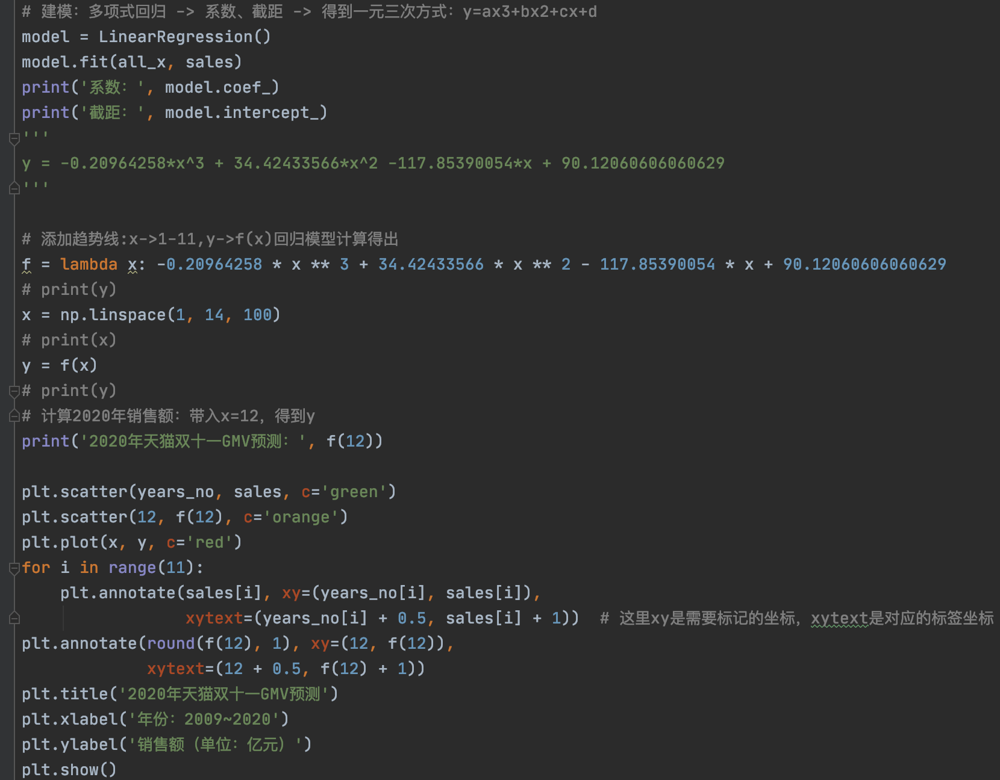 # 建模：多项式回归 -> 系数、截距 -> 得到一元三次方式：y=ax3+bx2+cx+d
model = LinearRegression()
model.fit(all_x, sales)
print('系数：', model.coef_)
print('截距：', model.intercept_)
'''
y = -0.20964258*x^3 + 34.42433566*x^2 -117.85390054*x + 90.12060606060629
'''
# 添加趋势线:x->1-11,y->f(x)回归模型计算得出
f = lambda x: -0.20964258 * x ** 3 + 34.42433566 * x ** 2 - 117.85390054 * x + 90.12060606060629
# print(y)
x = np.linspace(1, 14, 100)
# print(x)
y = f(x)
# print(y)
# 计算2020年销售额：带入x=12，得到y
print('2020年天猫双十一GMV预测：', f(12))
plt.scatter(years_no, sales, c='green')
plt.scatter(12, f(12), c='orange')
plt.plot(x, y, c='red')
for i in range(11):
    plt.annotate(sales[i], xy=(years_no[i], sales[i]),
                 xytext=(years_no[i] + 0.5, sales[i] + 1))  # 这里xy是需要标记的坐标，xytext是对应的标签坐标
plt.annotate(round(f(12), 1), xy=(12, f(12)),
             xytext=(12 + 0.5, f(12) + 1))
plt.title('2020年天猫双十一GMV预测')
plt.xlabel('年份：2009~2020')
plt.ylabel('销售额（单位：亿元）')
plt.show()